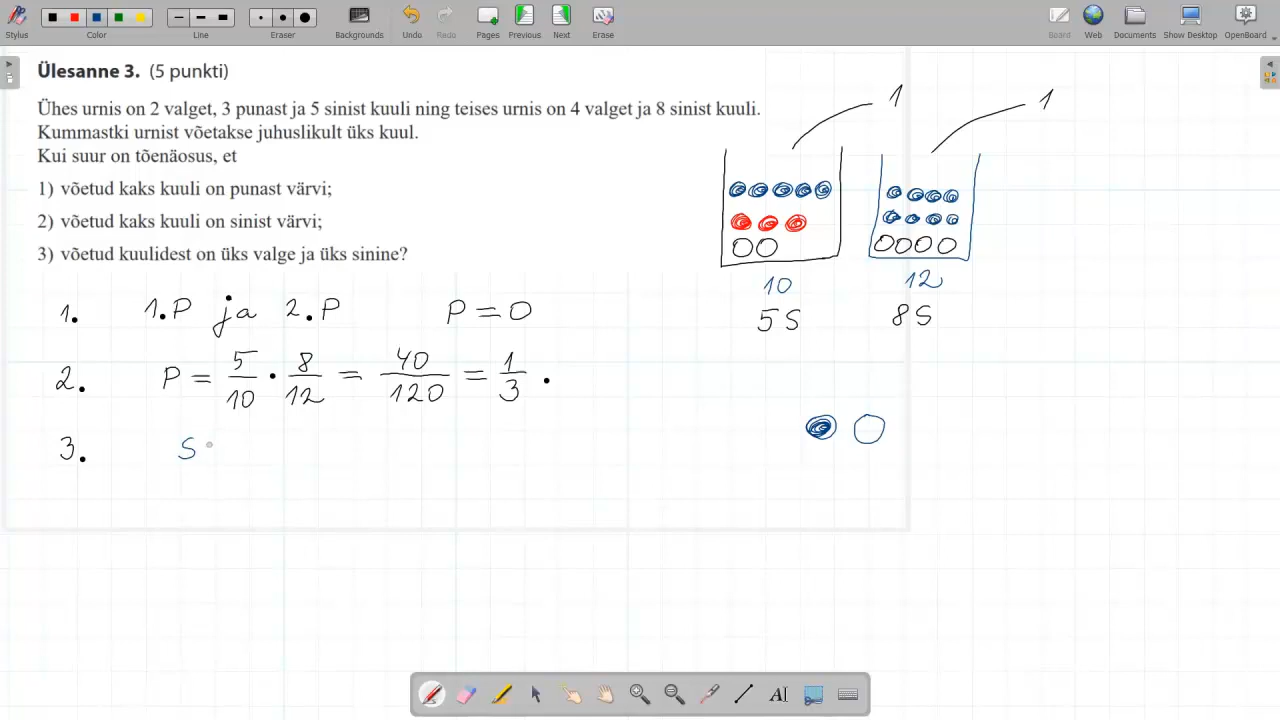 Stylus Color Line Eraser Backgrounds Undo Redo Pages Previous Next Erase Board Web Documents Show Desktop OpenBoard
Ülesanne 3. (5 punkti)
Ühes urnis on 2 valget, 3 punast ja 5 sinist kuuli ning teises urnis on 4 valget ja 8 sinist kuuli.
Kummastki urnist võetakse juhuslikult üks kuul.
Kui suur on tõenäosus, et
1) võetud kaks kuuli on punast värvi;
2) võetud kaks kuuli on sinist värvi;
3) võetud kuulidest on üks valge ja üks sinine?
1 1
10 12
5S 8S
1. 1.P ja 2.P P = 0
2. P = 5/10 · 8/12 = 40/120 = 1/3 .
3. S
AI